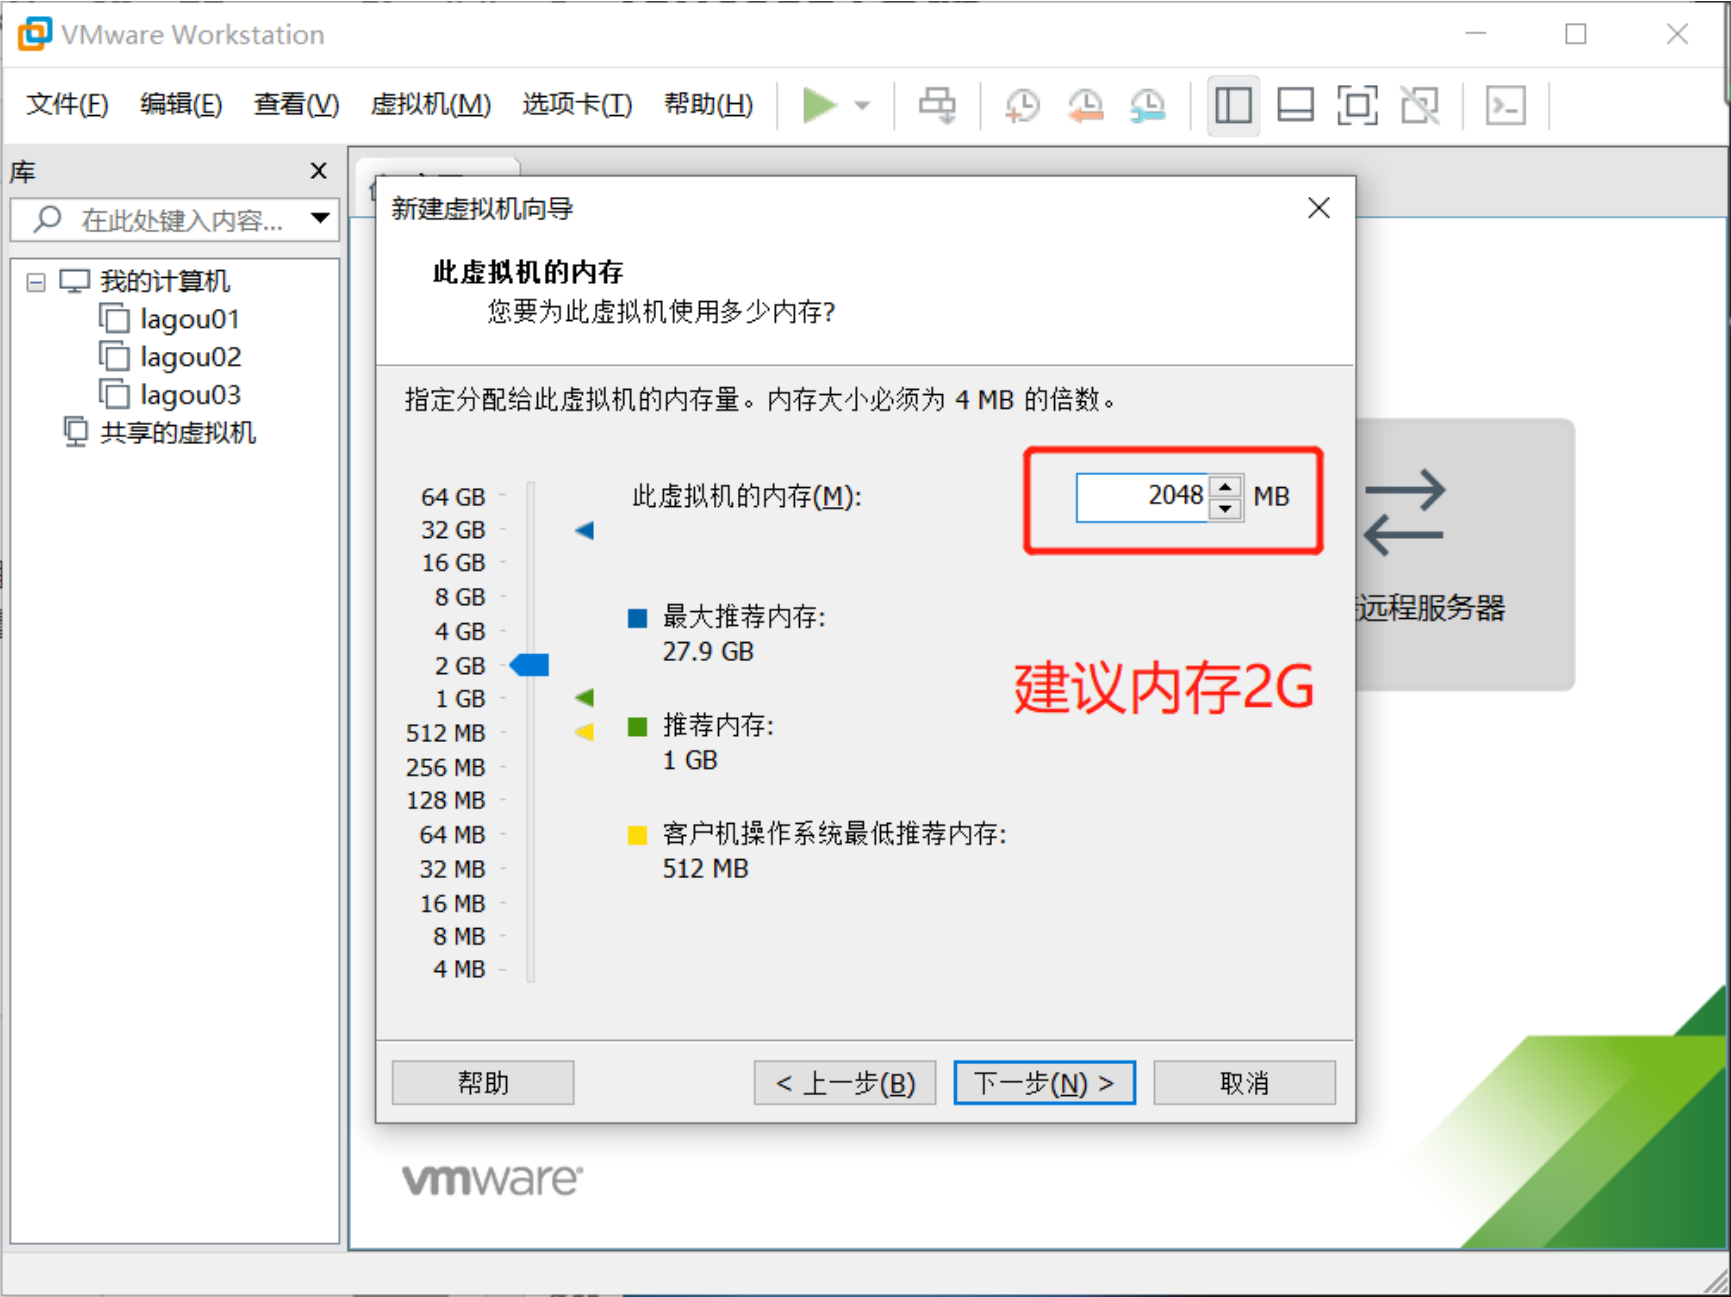 VMware Workstation
文件(F) 编辑(E) 查看(V) 虚拟机(M) 选项卡(T) 帮助(H)
库
在此处键入内容...
我的计算机
lagou01
lagou02
lagou03
共享的虚拟机
新建虚拟机向导
此虚拟机的内存
您要为此虚拟机使用多少内存?
指定分配给此虚拟机的内存量。内存大小必须为 4 MB 的倍数。
64 GB
32 GB
16 GB
8 GB
4 GB
2 GB
1 GB
512 MB
256 MB
128 MB
64 MB
32 MB
16 MB
8 MB
4 MB
此虚拟机的内存(M): 2048 MB
最大推荐内存:
27.9 GB
推荐内存:
1 GB
客户机操作系统最低推荐内存:
512 MB
建议内存2G
远程服务器
帮助 < 上一步(B) 下一步(N) > 取消
vmware